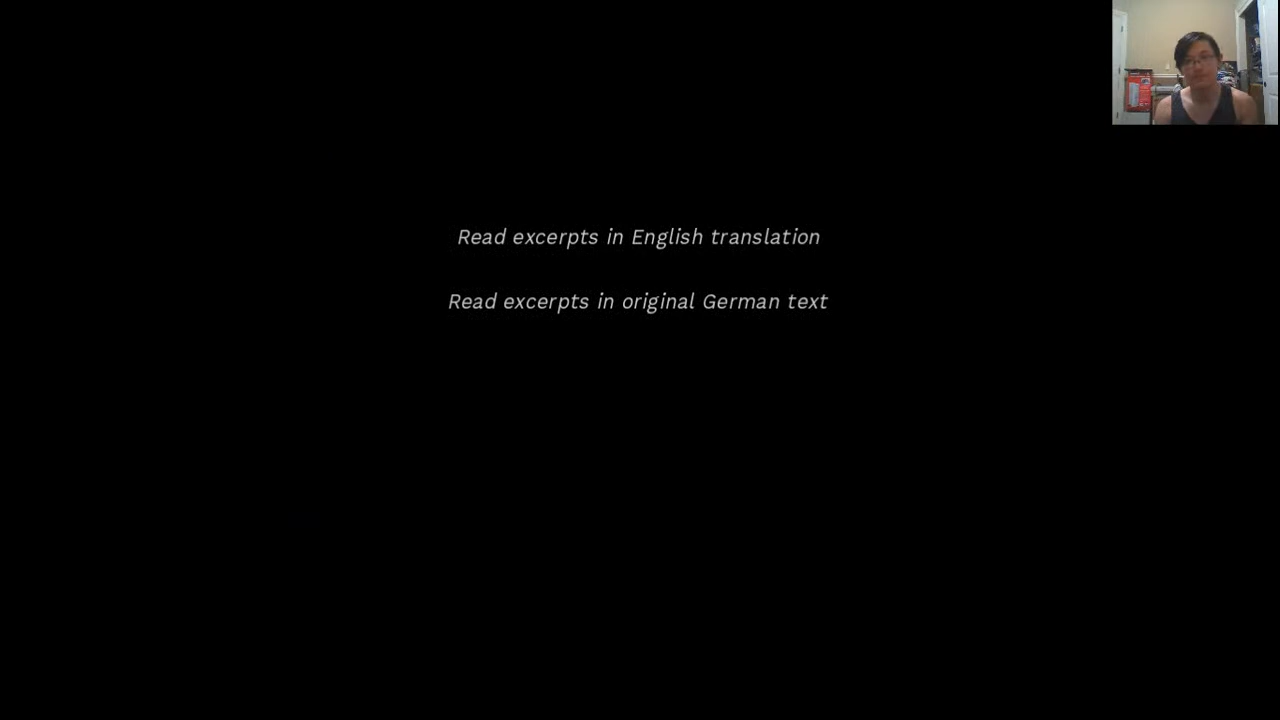 Read excerpts in English translation
Read excerpts in original German text